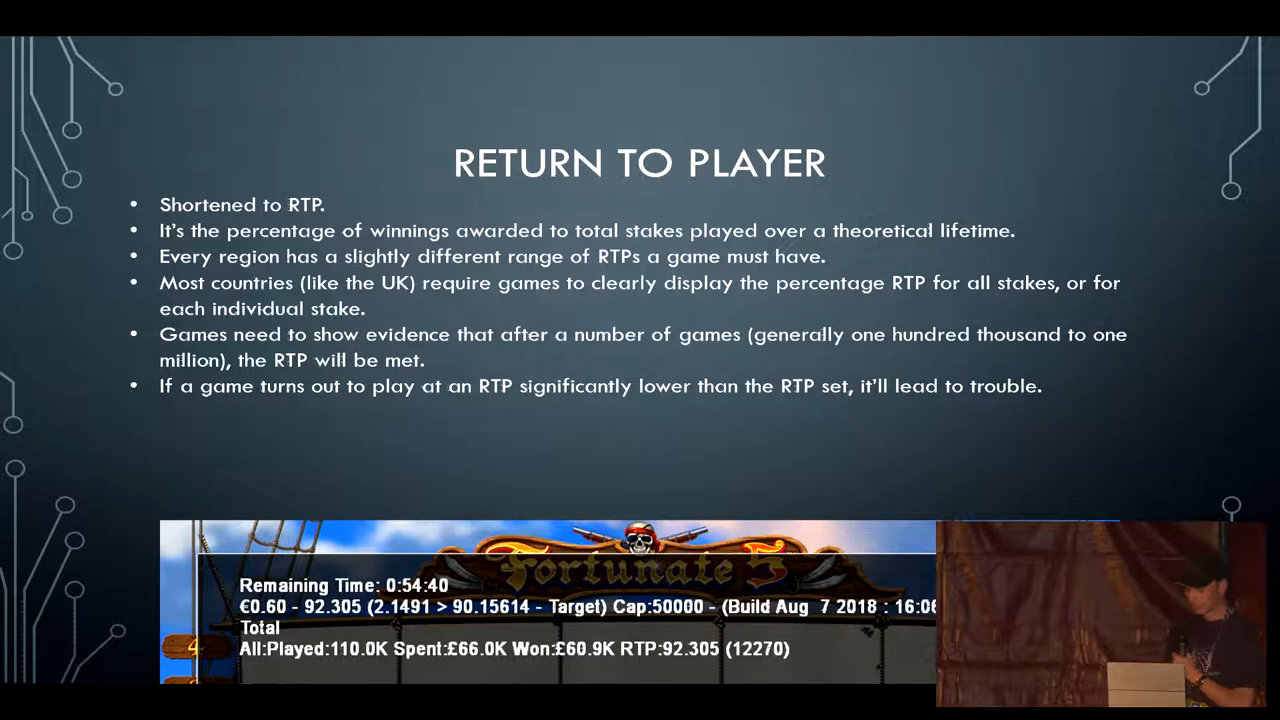 RETURN TO PLAYER
• Shortened to RTP.
• It's the percentage of winnings awarded to total stakes played over a theoretical lifetime.
• Every region has a slightly different range of RTPs a game must have.
• Most countries (like the UK) require games to clearly display the percentage RTP for all stakes, or for
each individual stake.
• Games need to show evidence that after a number of games (generally one hundred thousand to one
million), the RTP will be met.
• If a game turns out to play at an RTP significantly lower than the RTP set, it'll lead to trouble.
Fortunate 5
Remaining Time: 0:54:40
€0.60 - 92.305 (2.1491 > 90.15614 - Target) Cap:50000 - (Build Aug 7 2018 : 16:06
Total
4
All:Played:110.0K Spent:£66.0K Won:£60.9K RTP:92.305 (12270)